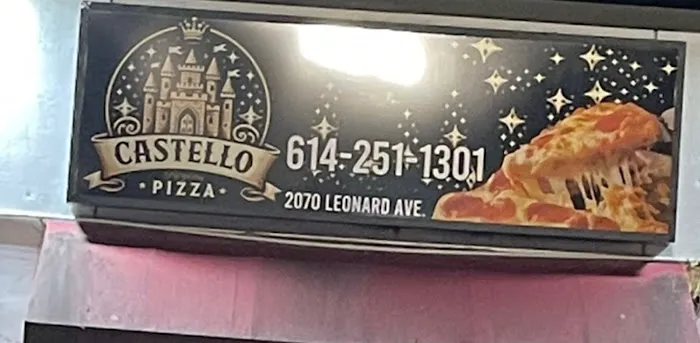 CASTELLO
• PIZZA •
614-251-1301
2070 LEONARD AVE.